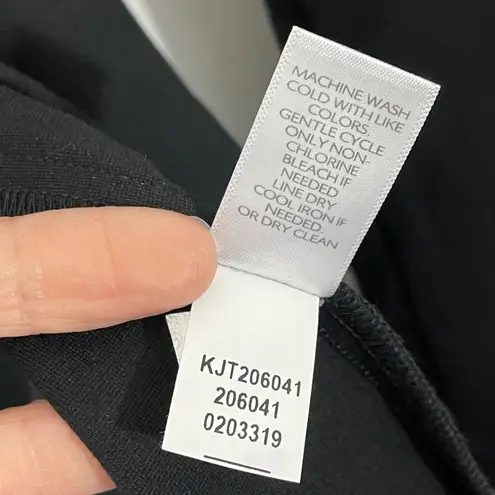 MACHINE WASH
COLD WITH LIKE
COLORS.
GENTLE CYCLE
ONLY NON-
CHLORINE
BLEACH IF
NEEDED
LINE DRY
COOL IRON IF
NEEDED.
OR DRY CLEAN
KJT206041
206041
0203319